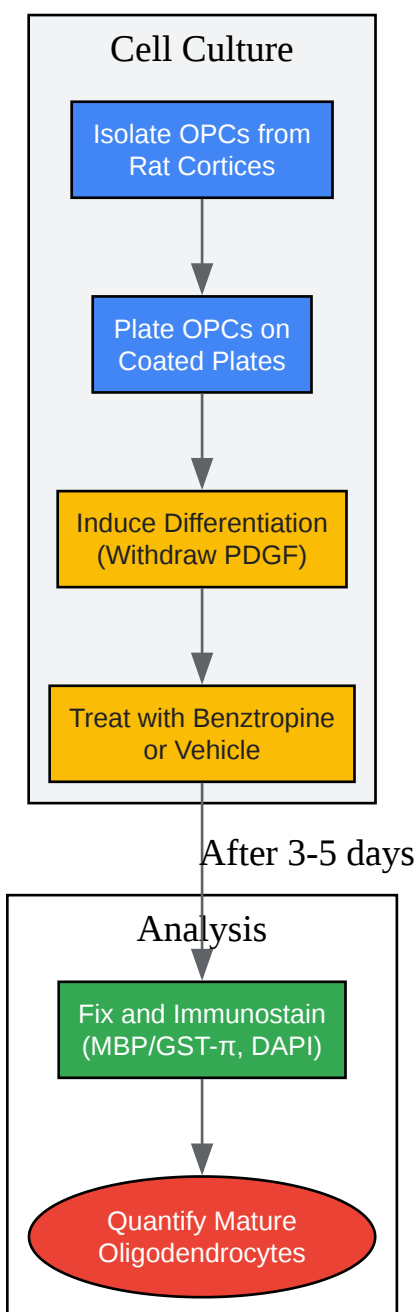 Cell Culture
Isolate OPCs from
Rat Cortices
Plate OPCs on
Coated Plates
Induce Differentiation
(Withdraw PDGF)
Treat with Benztropine
or Vehicle
After 3-5 days
Analysis
Fix and Immunostain
(MBP/GST-π, DAPI)
Quantify Mature
Oligodendrocytes